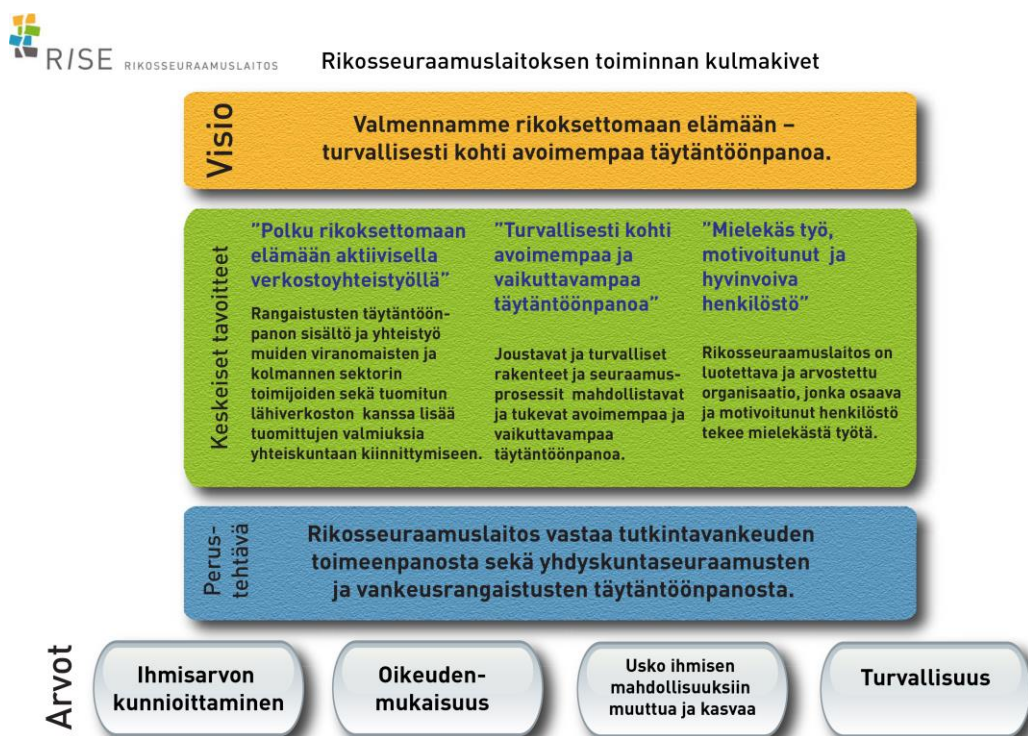 RISE RIKOSSEURAAMUSLAITOS
Rikosseuraamuslaitoksen toiminnan kulmakivet
Visio
Valmennamme rikoksettomaan elämään –
turvallisesti kohti avoimempaa täytäntöönpanoa.
Keskeiset tavoitteet
"Polku rikoksettomaan
elämään aktiivisella
verkostoyhteistyöllä"
Rangaistusten täytäntöön-
panon sisältö ja yhteistyö
muiden viranomaisten ja
kolmannen sektorin
toimijoiden sekä tuomitun
lähiverkoston kanssa lisää
tuomittujen valmiuksia
yhteiskuntaan kiinnittymiseen.
"Turvallisesti kohti
avoimempaa ja
vaikuttavampaa
täytäntöönpanoa"
Joustavat ja turvalliset
rakenteet ja seuraamus-
prosessit mahdollistavat
ja tukevat avoimempaa ja
vaikuttavampaa
täytäntöönpanoa.
"Mielekäs työ,
motivoitunut ja
hyvinvoiva
henkilöstö"
Rikosseuraamuslaitos on
luotettava ja arvostettu
organisaatio, jonka osaava
ja motivoitunut henkilöstö
tekee mielekästä työtä.
Perus-
tehtävä
Rikosseuraamuslaitos vastaa tutkintavankeuden
toimeenpanosta sekä yhdyskuntaseuraamusten
ja vankeusrangaistusten täytäntöönpanosta.
Arvot
Ihmisarvon
kunnioittaminen
Oikeuden-
mukaisuus
Usko ihmisen
mahdollisuuksiin
muuttua ja kasvaa
Turvallisuus